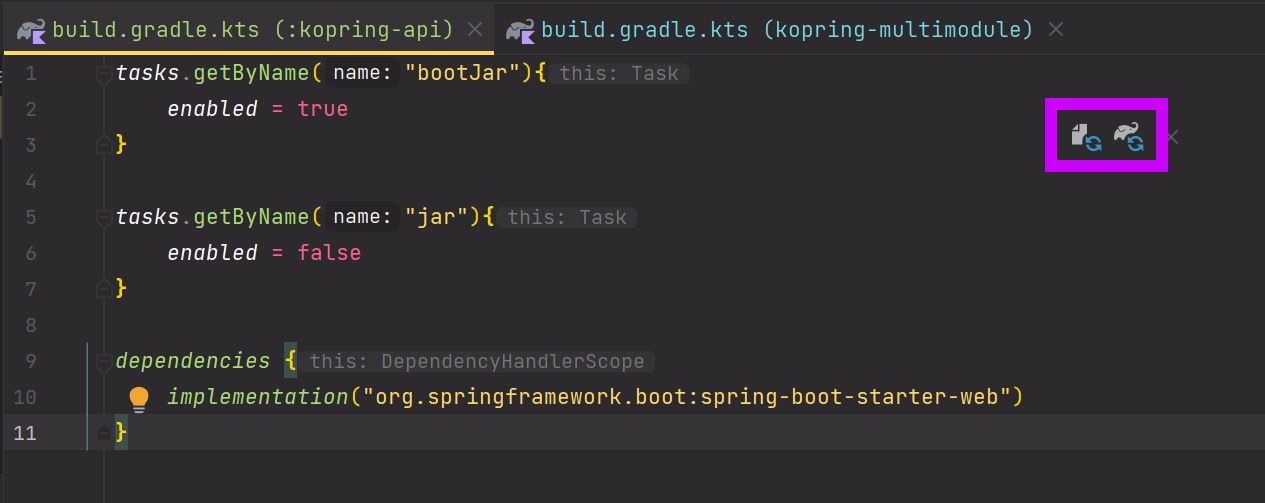 build.gradle.kts (:kopring-api) build.gradle.kts (kopring-multimodule)
1 tasks.getByName( name: "bootJar"){ this: Task
2 enabled = true
3 }
4
5 tasks.getByName( name: "jar"){ this: Task
6 enabled = false
7 }
8
9 dependencies { this: DependencyHandlerScope
10 implementation("org.springframework.boot:spring-boot-starter-web")
11 }